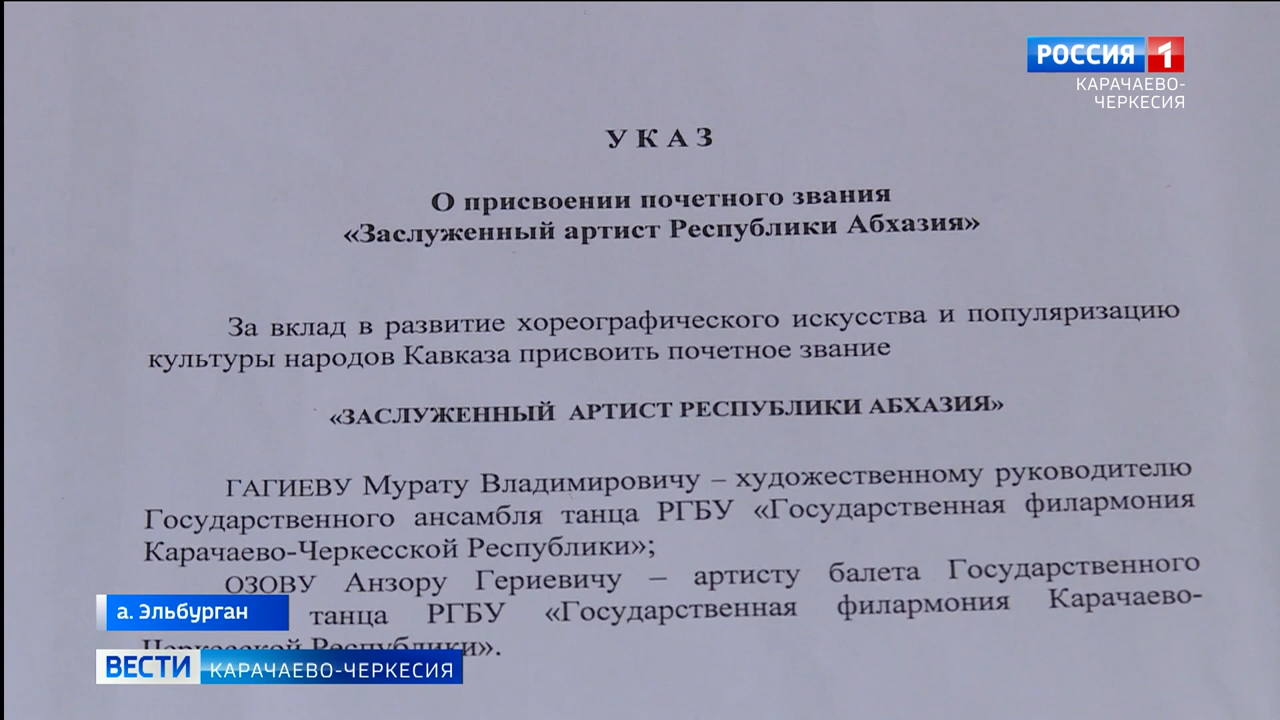 РОССИЯ 1
КАРАЧАЕВО-
ЧЕРКЕСИЯ
У К А З
О присвоении почетного звания
«Заслуженный артист Республики Абхазия»
За вклад в развитие хореографического искусства и популяризацию
культуры народов Кавказа присвоить почетное звание
«ЗАСЛУЖЕННЫЙ АРТИСТ РЕСПУБЛИКИ АБХАЗИЯ»
ГАГИЕВУ Мурату Владимировичу – художественному руководителю
Государственного ансамбля танца РГБУ «Государственная филармония
Карачаево-Черкесской Республики»;
ОЗОВУ Анзору Гериевичу – артисту балета Государственного
танца РГБУ «Государственная филармония Карачаево-
Черкесской Республики».
а. Эльбурган
ВЕСТИ КАРАЧАЕВО-ЧЕРКЕСИЯ